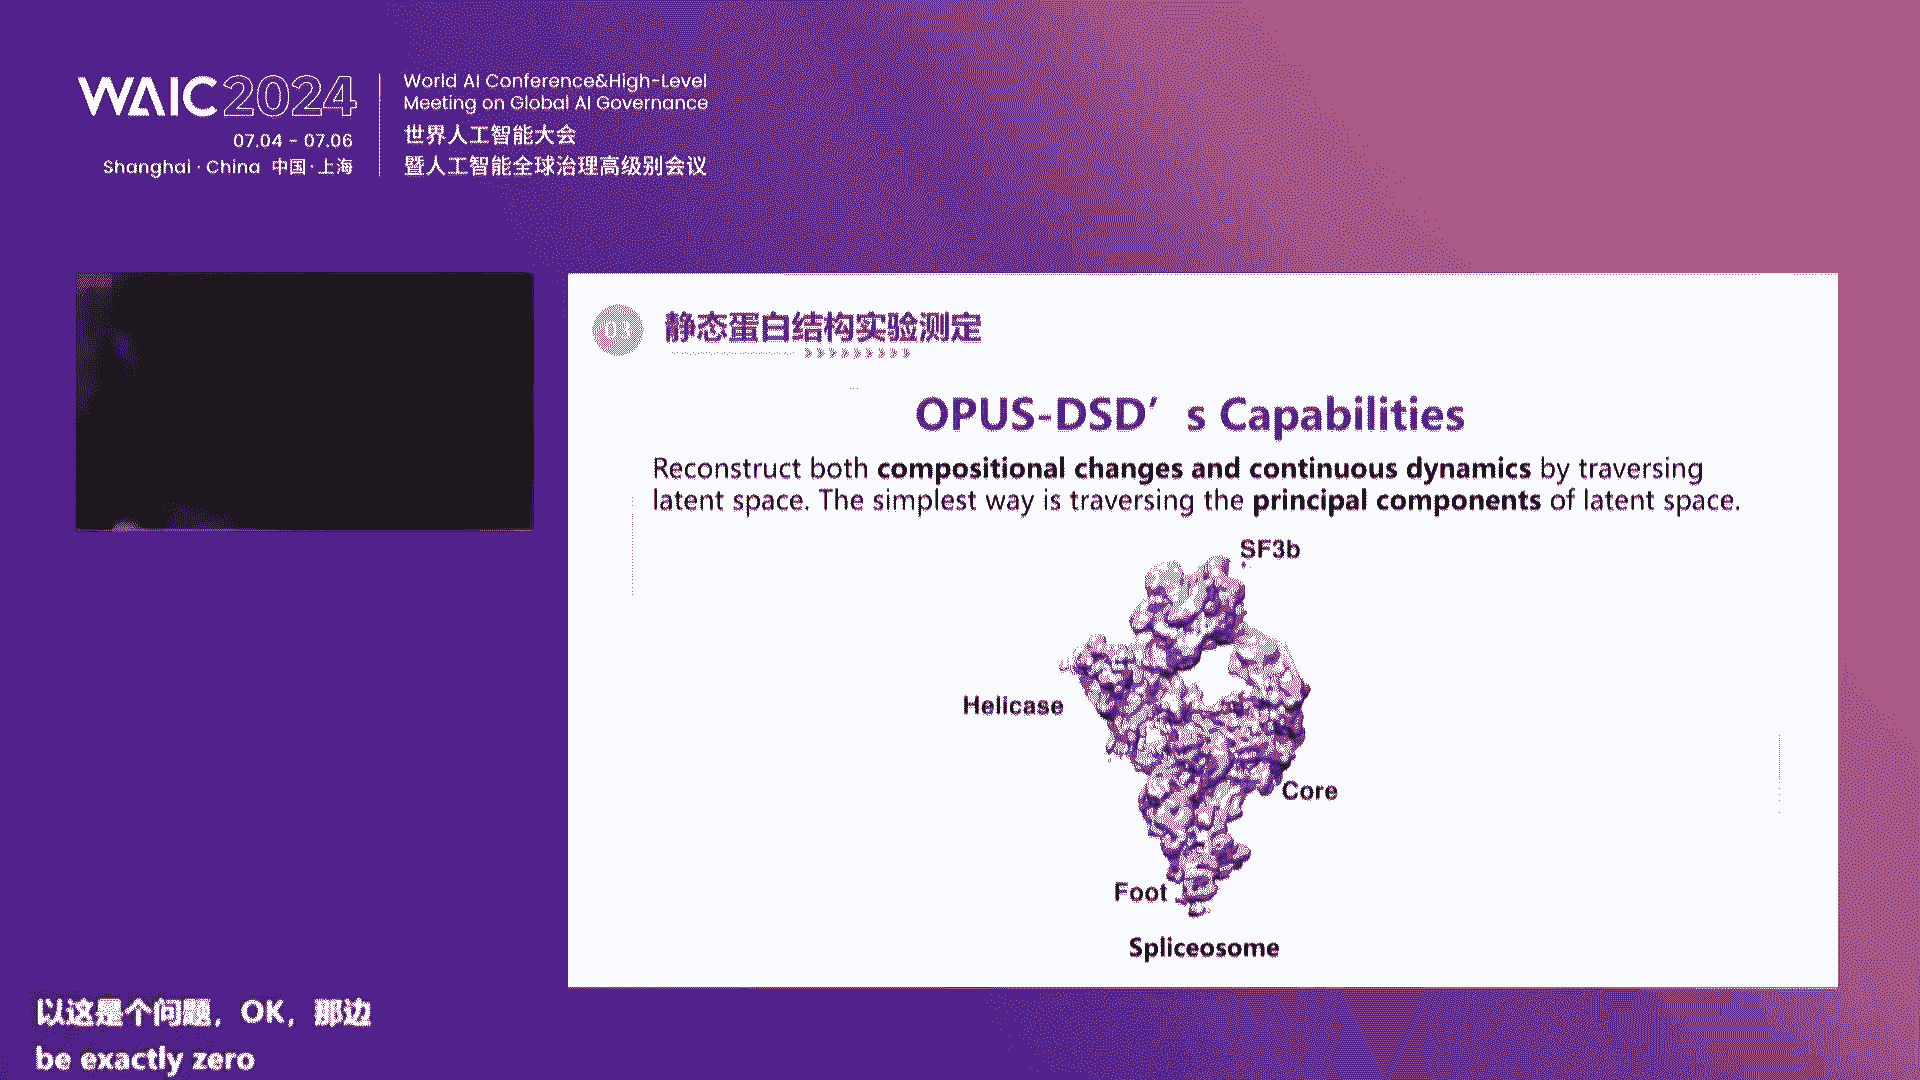 WAIC 2024
07.04 - 07.06
Shanghai · China 中国·上海
World AI Conference&High-Level
Meeting on Global AI Governance
世界人工智能大会
暨人工智能全球治理高级别会议
03 静态蛋白结构实验测定
OPUS-DSD’s Capabilities
Reconstruct both compositional changes and continuous dynamics by traversing
latent space. The simplest way is traversing the principal components of latent space.
SF3b
Helicase
Core
Foot
Spliceosome
以这是个问题，OK，那边
be exactly zero